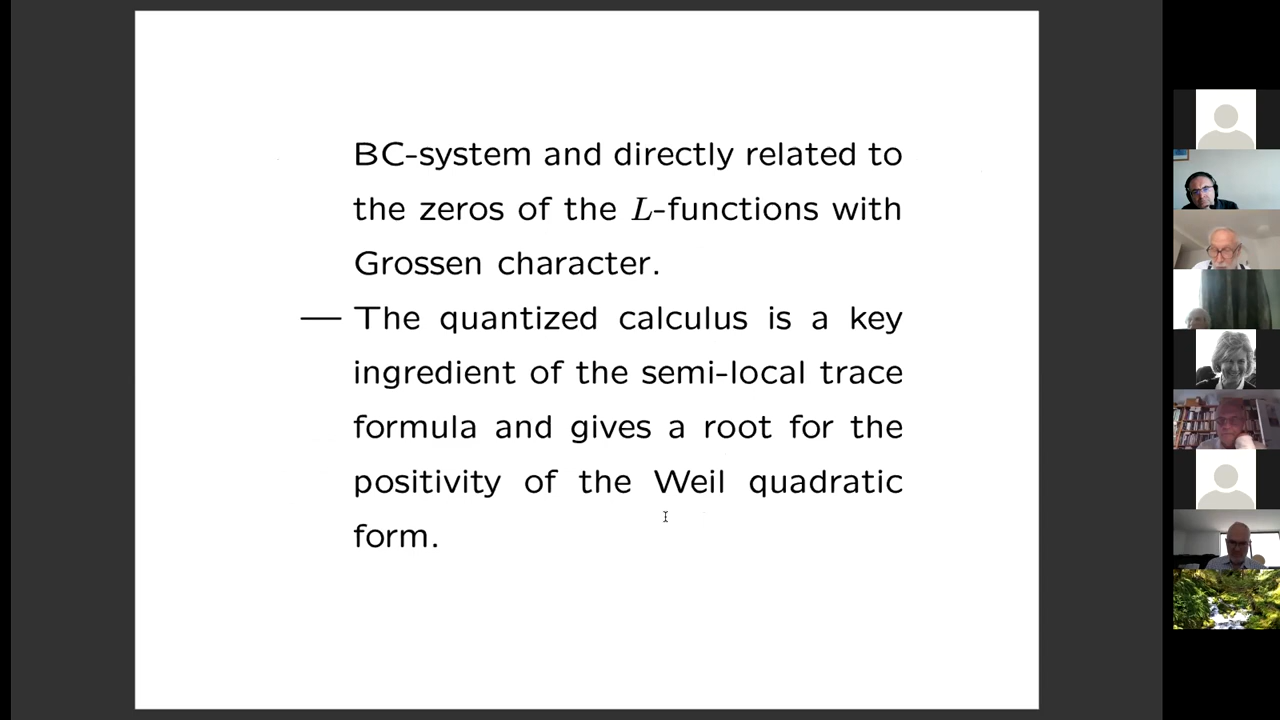 BC-system and directly related to
the zeros of the L-functions with
Grossen character.
— The quantized calculus is a key
ingredient of the semi-local trace
formula and gives a root for the
positivity of the Weil quadratic
form.